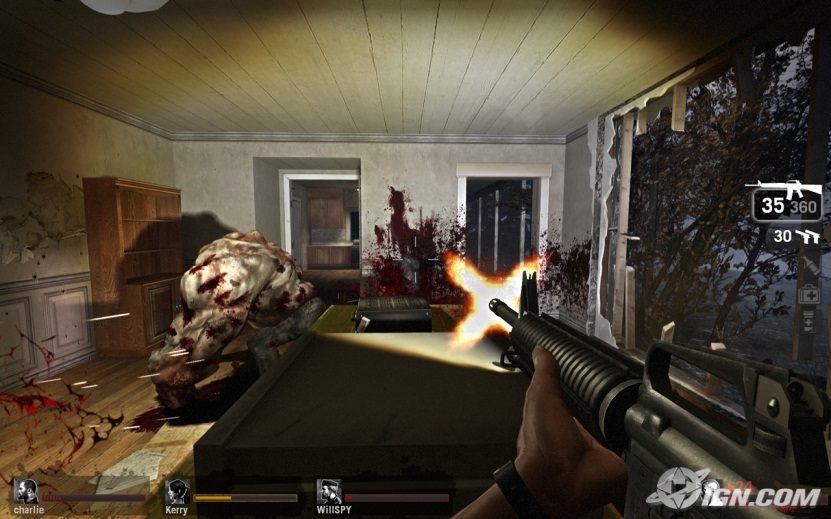 35 360
30
charlie
Kerry
WillSPY
IGN.COM